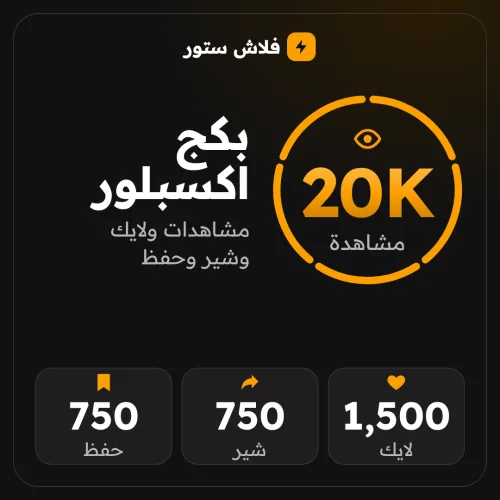 فلاش ستور
بكج
اكسبلور
مشاهدات ولايك
وشير وحفظ
20K
مشاهدة
1,500
لايك
750
شير
750
حفظ